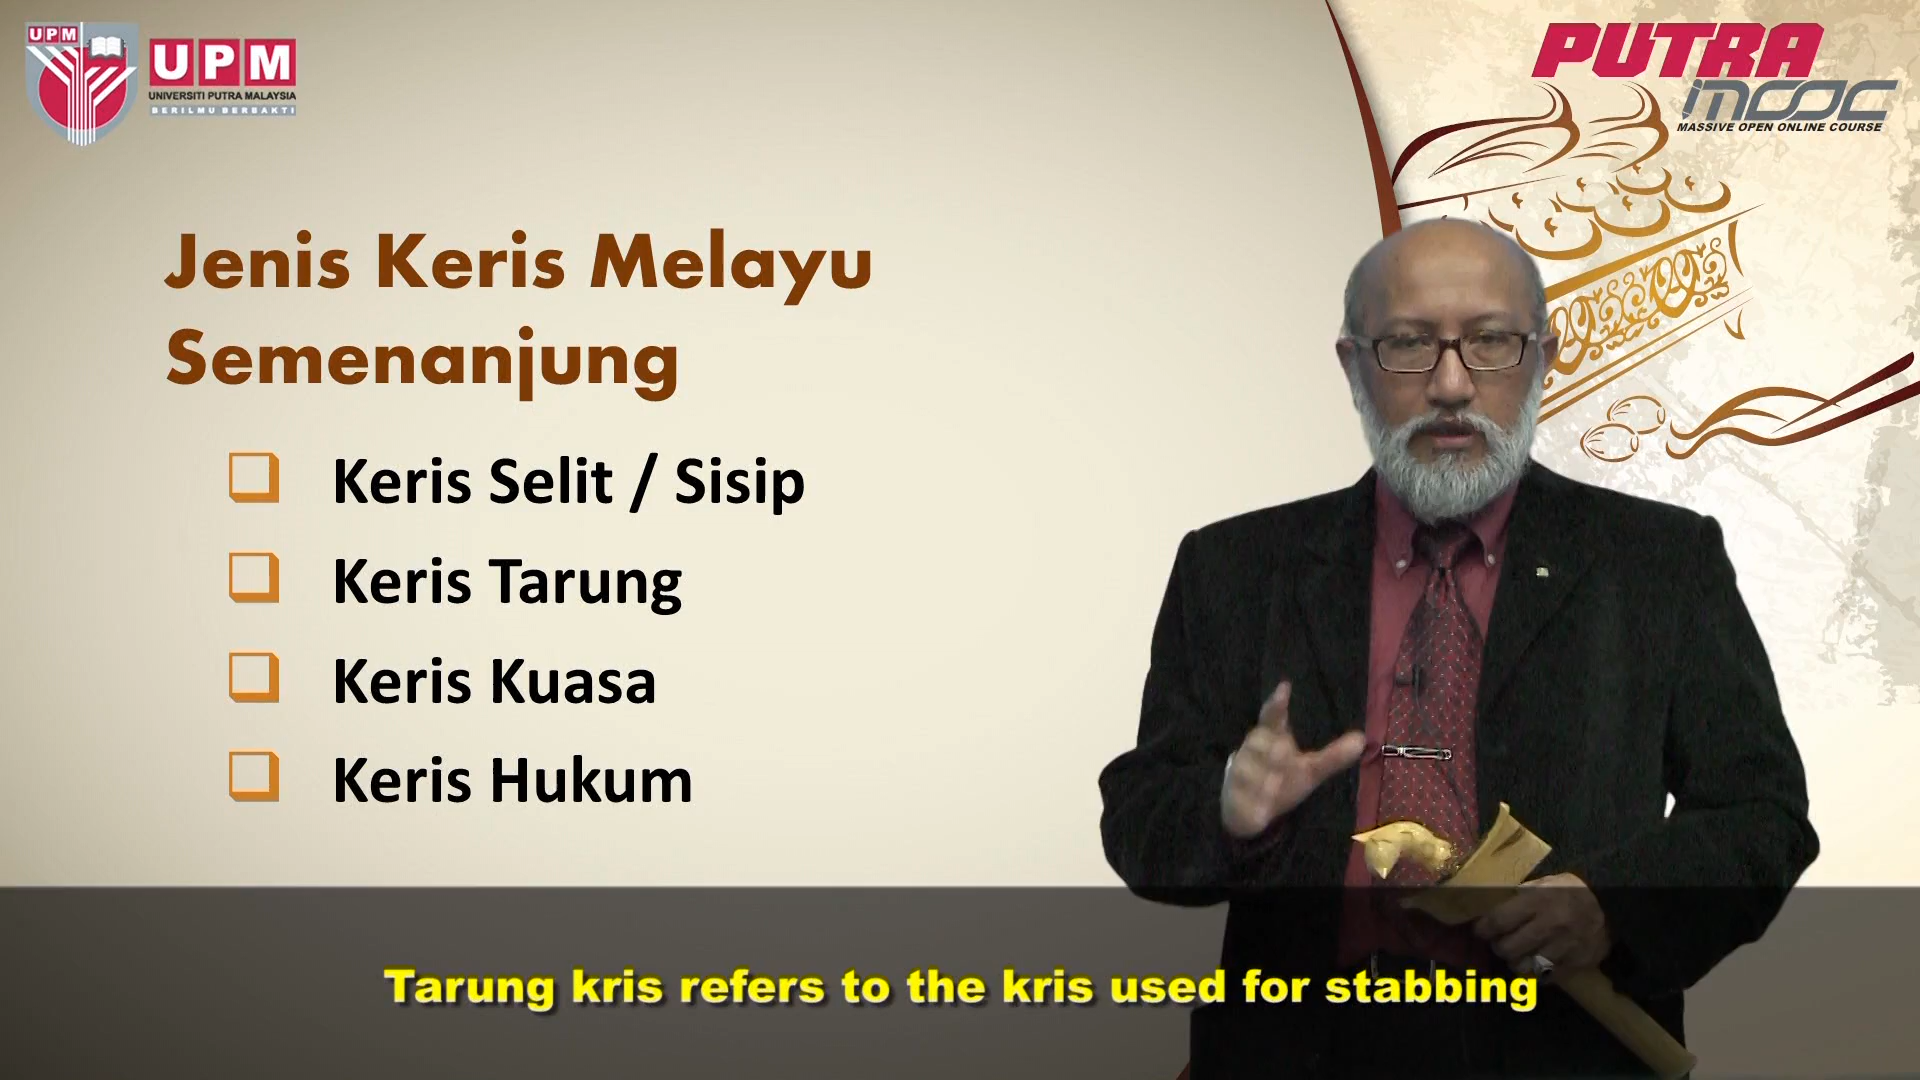 UPM
UPM
UNIVERSITI PUTRA MALAYSIA
BERILMU BERBAKTI
PUTRA
mooc
MASSIVE OPEN ONLINE COURSE
Jenis Keris Melayu
Semenanjung
Keris Selit / Sisip
Keris Tarung
Keris Kuasa
Keris Hukum
Tarung kris refers to the kris used for stabbing